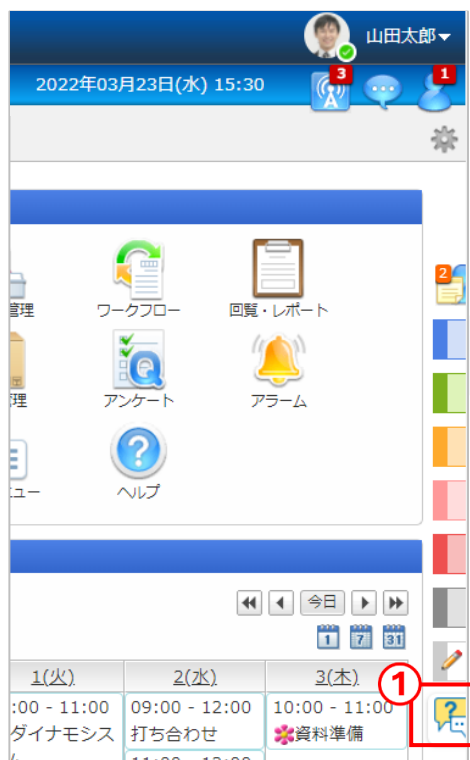 山田太郎▼
2022年03月23日(水) 15:30
3
1
2
管理
ワークフロー
回覧・レポート
理
アンケート
アラーム
ニュー
ヘルプ
今日
1
7
31
1(火)
2(水)
3(木)
①
:00 - 11:00
09:00 - 12:00
10:00 - 11:00
ダイナモシス
打ち合わせ
資料準備